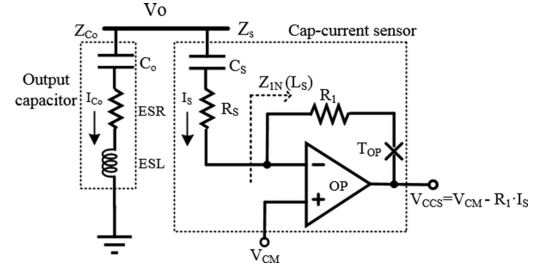 Vo
Z_Co
Z_s
Cap-current sensor
C_o
C_S
Output
capacitor
Z_1N(L_S)
I_Co
ESR
I_S
R_S
R_1
T_OP
ESL
−
OP
+
V_CCS=V_CM - R_1·I_S
V_CM